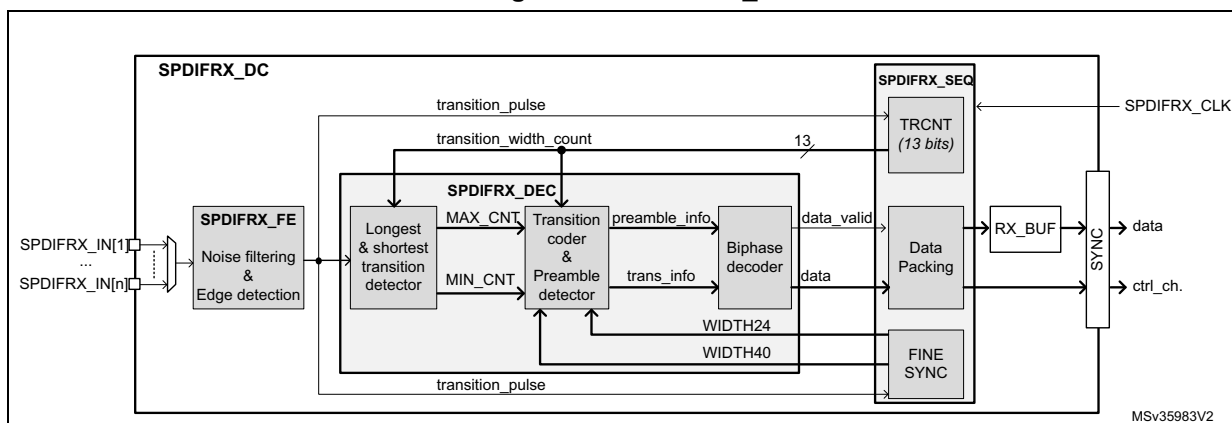 SPDIFRX_DC
SPDIFRX_SEQ
transition_pulse
SPDIFRX_CLK
TRCNT
(13 bits)
transition_width_count
13
SPDIFRX_DEC
SPDIFRX_FE
Noise filtering
&
Edge detection
SPDIFRX_IN[1]
...
SPDIFRX_IN[n]
Longest
& shortest
transition
detector
MAX_CNT
MIN_CNT
Transition
coder
&
Preamble
detector
preamble_info
trans_info
Biphase
decoder
data_valid
data
Data
Packing
RX_BUF
SYNC
data
ctrl_ch.
WIDTH24
WIDTH40
FINE
SYNC
transition_pulse
MSv35983V2